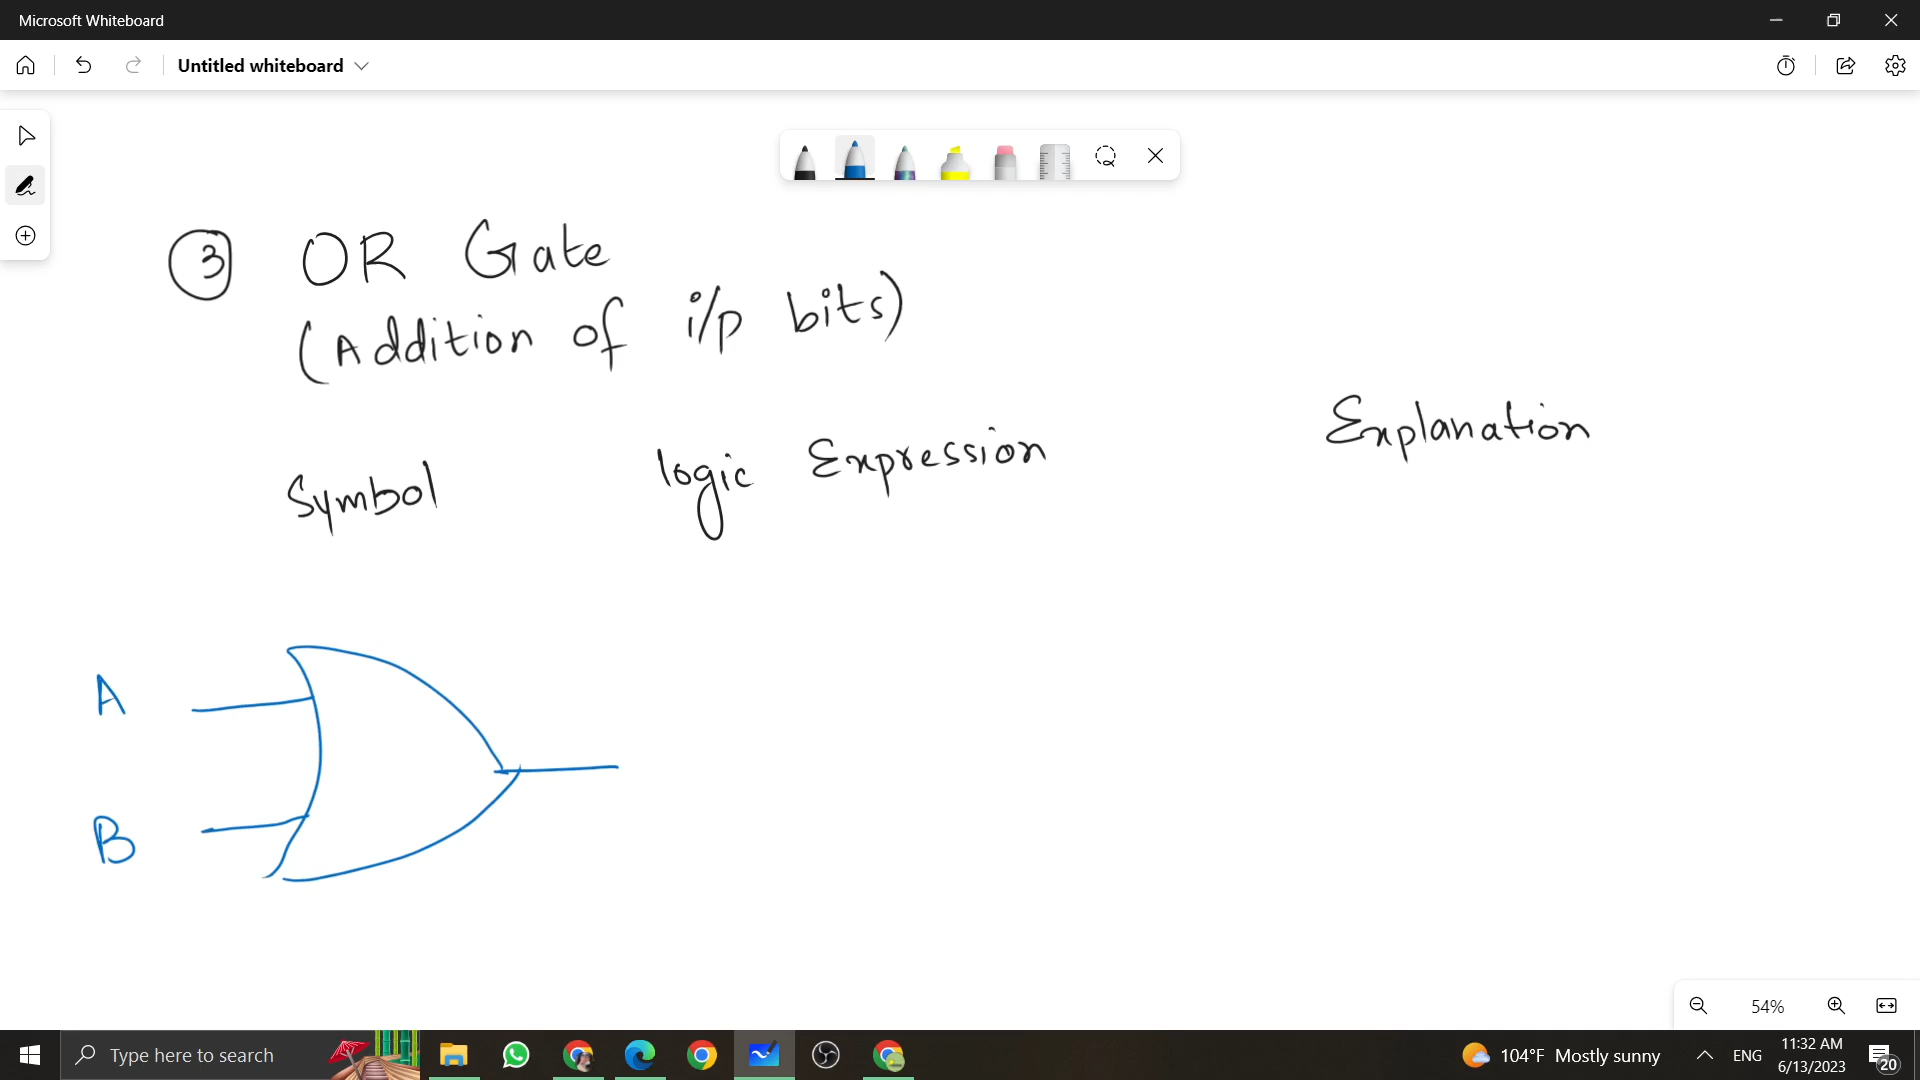 Microsoft Whiteboard
Untitled whiteboard
③ OR Gate
(Addition of i/p bits)
Symbol logic Expression Explanation
A
B
54%
Type here to search
104°F Mostly sunny
ENG
11:32 AM
6/13/2023
20